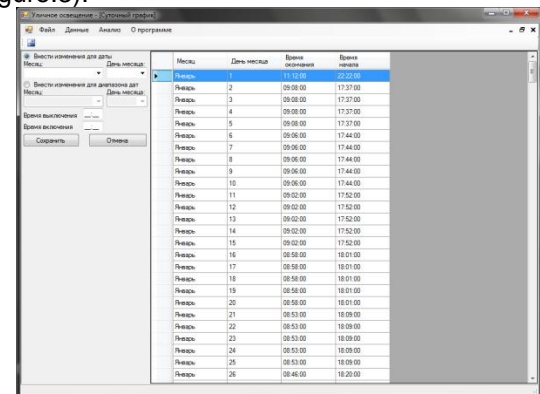 gure.8).
Уличное освещение - [Суточный график]
Файл Данные Анализ О программе
Внести изменения для даты
Месяц: День месяца:
Внести изменения для диапазона дат
Месяц: День месяца:
Время выключения __:__
Время включения __:__
Сохранить Отмена
Месяц День месяца Время окончания Время начала
Январь 1 11:12:00 22:22:00
Январь 2 09:08:00 17:37:00
Январь 3 09:08:00 17:37:00
Январь 4 09:08:00 17:37:00
Январь 5 09:08:00 17:37:00
Январь 6 09:06:00 17:44:00
Январь 7 09:06:00 17:44:00
Январь 8 09:06:00 17:44:00
Январь 9 09:06:00 17:44:00
Январь 10 09:06:00 17:44:00
Январь 11 09:02:00 17:52:00
Январь 12 09:02:00 17:52:00
Январь 13 09:02:00 17:52:00
Январь 14 09:02:00 17:52:00
Январь 15 09:02:00 17:52:00
Январь 16 08:58:00 18:01:00
Январь 17 08:58:00 18:01:00
Январь 18 08:58:00 18:01:00
Январь 19 08:58:00 18:01:00
Январь 20 08:58:00 18:01:00
Январь 21 08:53:00 18:09:00
Январь 22 08:53:00 18:09:00
Январь 23 08:53:00 18:09:00
Январь 24 08:53:00 18:09:00
Январь 25 08:53:00 18:09:00
Январь 26 08:46:00 18:20:00